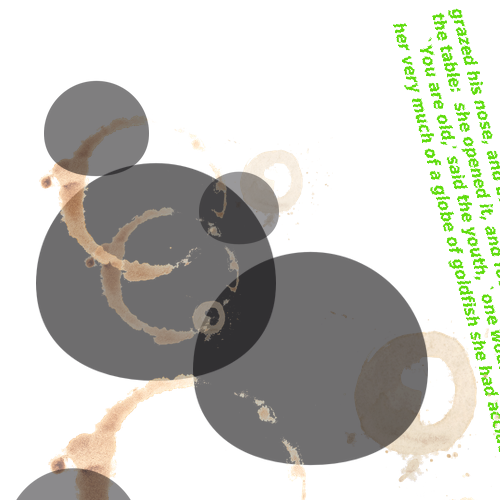 grazed his nose, and
the table: she opened it, and
`You are old,' said the youth, `one
her very much of a globe of goldfish she had